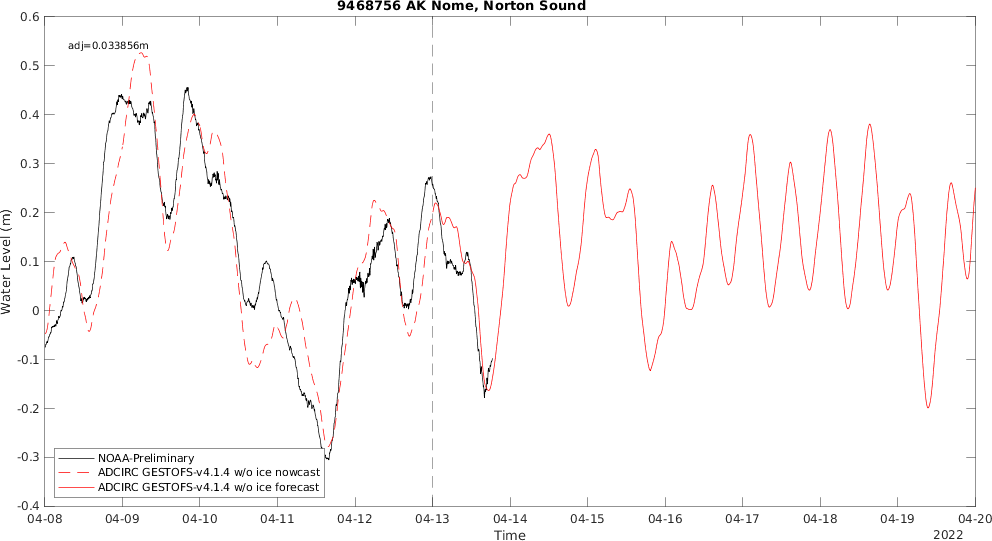 9468756 AK Nome, Norton Sound
adj=0.033856m
Water Level (m)
0.6
0.5
0.4
0.3
0.2
0.1
0
-0.1
-0.2
-0.3
-0.4
NOAA-Preliminary
ADCIRC GESTOFS-v4.1.4 w/o ice nowcast
ADCIRC GESTOFS-v4.1.4 w/o ice forecast
04-08 04-09 04-10 04-11 04-12 04-13 04-14 04-15 04-16 04-17 04-18 04-19 04-20
Time
2022